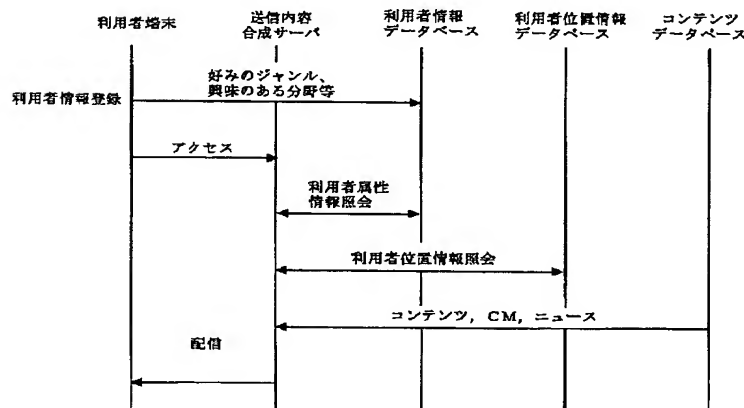 利用者端末
送信内容
合成サーバ
利用者情報
データベース
利用者位置情報
データベース
コンテンツ
データベース
利用者情報登録
好みのジャンル、
興味のある分野等
アクセス
利用者属性
情報照会
利用者位置情報照会
コンテンツ，CM，ニュース
配信